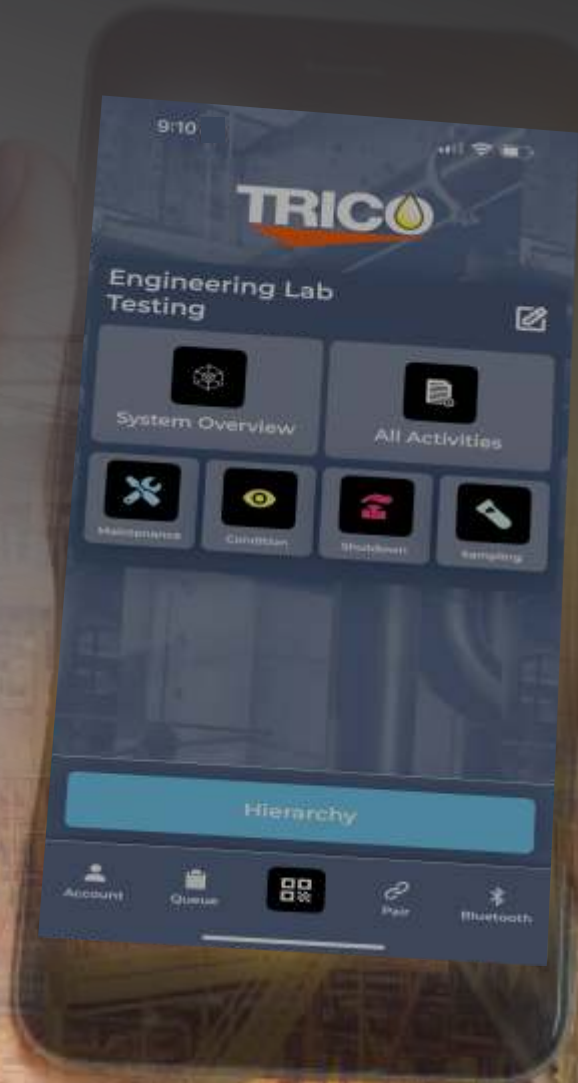 9:10
TRICO
Engineering Lab
Testing
System Overview
All Activities
Maintenance
Condition
Shutdown
Sampling
Hierarchy
Account
Queue
Pair
Bluetooth